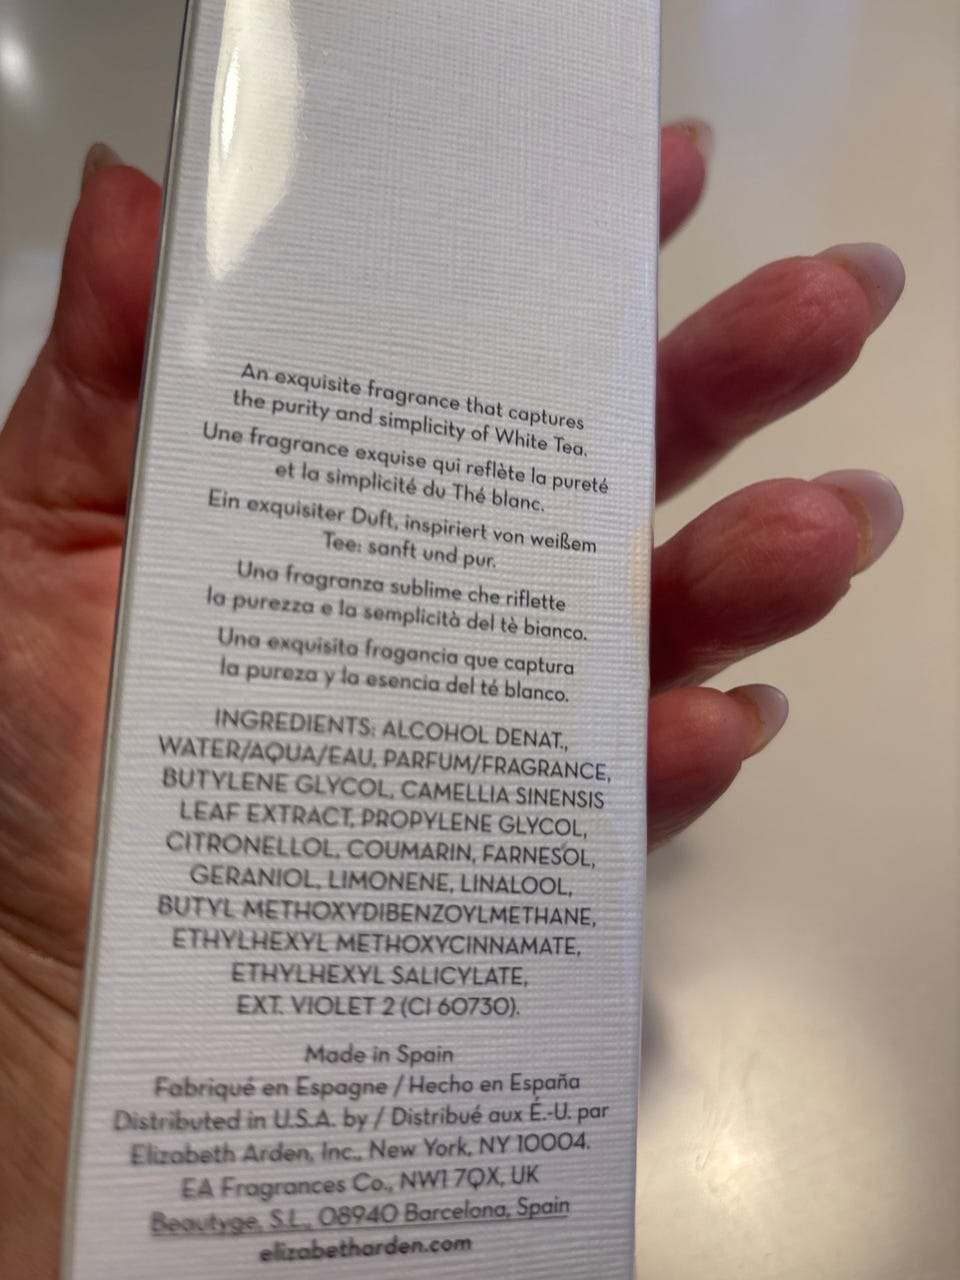 An exquisite fragrance that captures
the purity and simplicity of White Tea.
Une fragrance exquise qui reflète la pureté
et la simplicité du Thé blanc.
Ein exquisiter Duft, inspiriert von weißem
Tee: sanft und pur.
Una fragranza sublime che riflette
la purezza e la semplicità del tè bianco.
Una exquisita fragancia que captura
la pureza y la esencia del té blanco.
INGREDIENTS: ALCOHOL DENAT.,
WATER/AQUA/EAU, PARFUM/FRAGRANCE,
BUTYLENE GLYCOL, CAMELLIA SINENSIS
LEAF EXTRACT, PROPYLENE GLYCOL,
CITRONELLOL, COUMARIN, FARNESOL,
GERANIOL, LIMONENE, LINALOOL,
BUTYL METHOXYDIBENZOYLMETHANE,
ETHYLHEXYL METHOXYCINNAMATE,
ETHYLHEXYL SALICYLATE,
EXT. VIOLET 2 (CI 60730).
Made in Spain
Fabriqué en Espagne / Hecho en España
Distributed in U.S.A. by / Distribué aux É.-U. par
Elizabeth Arden, Inc., New York, NY 10004.
EA Fragrances Co., NW1 7QX, UK
Beautyge, S.L., 08940 Barcelona, Spain
elizabetharden.com